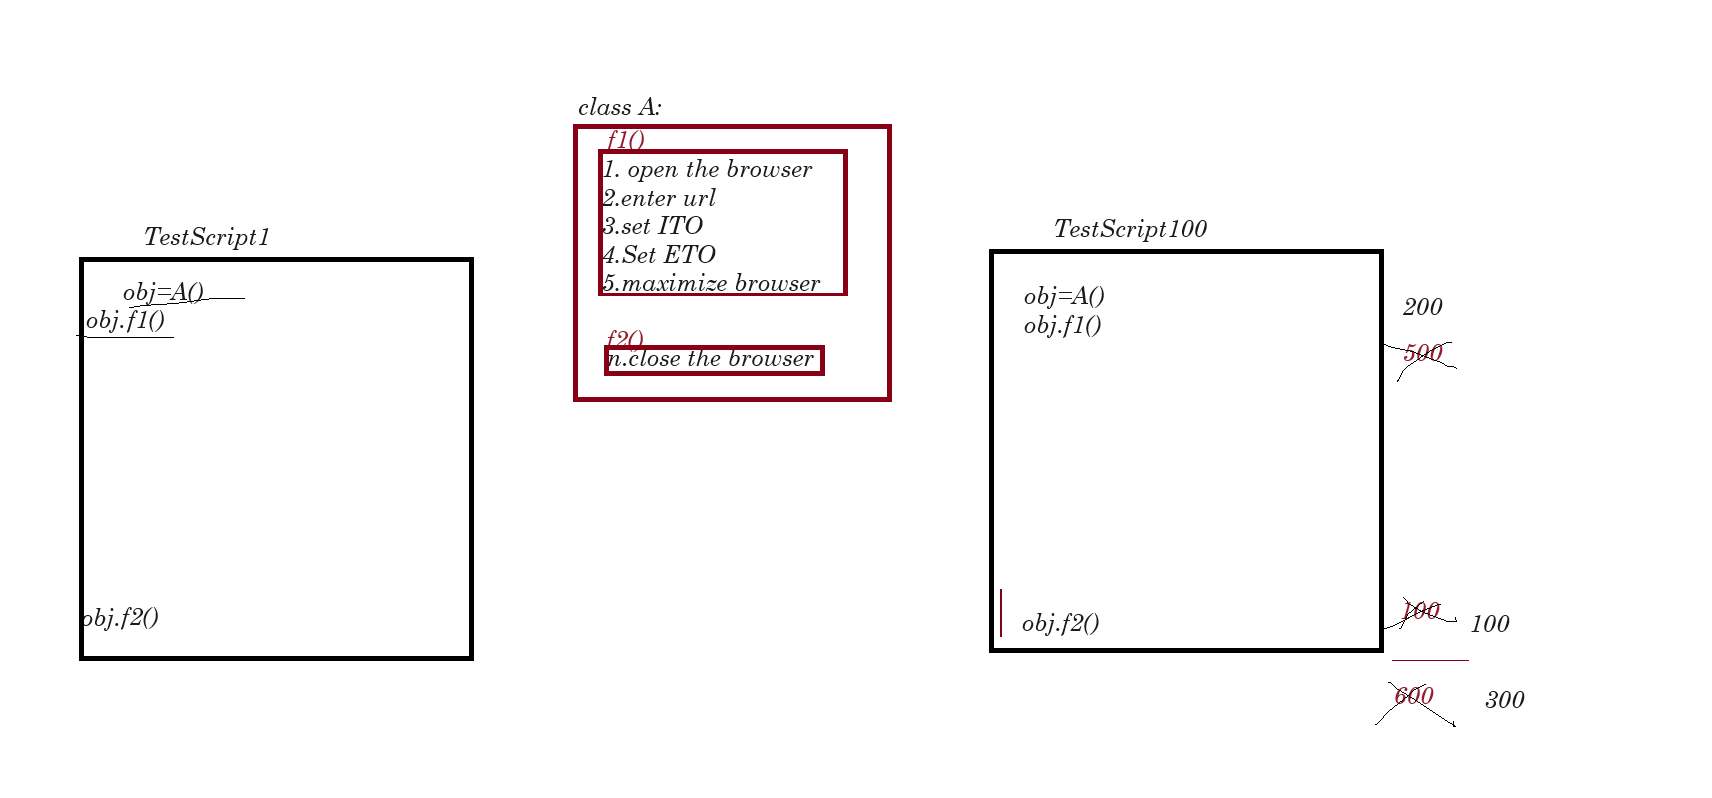 class A:
f1()
1. open the browser
2.enter url
3.set ITO
4.Set ETO
5.maximize browser
f2()
n.close the browser
TestScript1
obj=A()
obj.f1()
obj.f2()
TestScript100
obj=A()
obj.f1()
obj.f2()
200
500
100
100
600
300